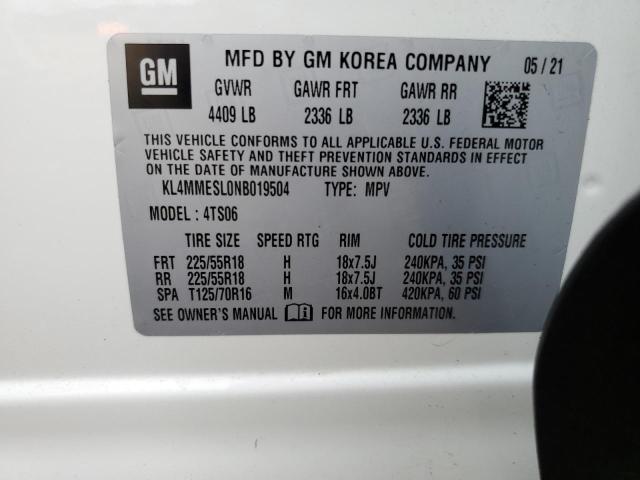 GM
MFD BY GM KOREA COMPANY 05 / 21
GVWR GAWR FRT GAWR RR
4409 LB 2336 LB 2336 LB
THIS VEHICLE CONFORMS TO ALL APPLICABLE U.S. FEDERAL MOTOR
VEHICLE SAFETY AND THEFT PREVENTION STANDARDS IN EFFECT
ON THE DATE OF MANUFACTURE SHOWN ABOVE.
KL4MMESL0NB019504 TYPE: MPV
MODEL: 4TS06
TIRE SIZE SPEED RTG RIM COLD TIRE PRESSURE
FRT 225/55R18 H 18x7.5J 240KPA, 35 PSI
RR 225/55R18 H 18x7.5J 240KPA, 35 PSI
SPA T125/70R16 M 16x4.0BT 420KPA, 60 PSI
SEE OWNER'S MANUAL FOR MORE INFORMATION.